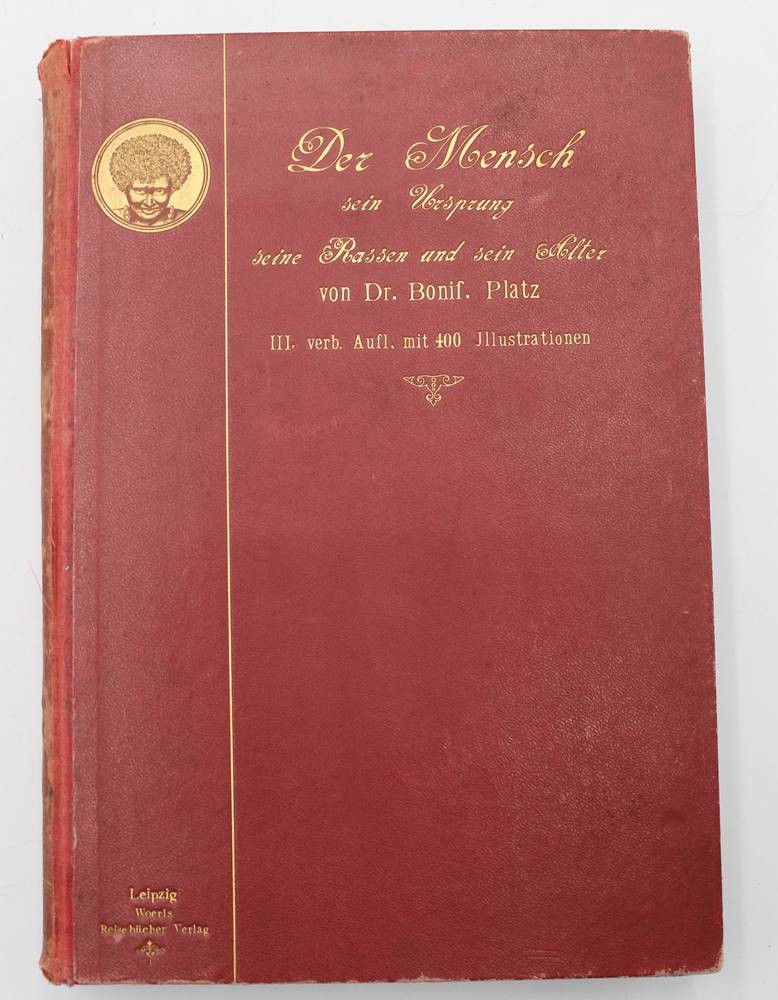 Der Mensch
sein Ursprung
seine Rassen und sein Alter
von Dr. Bonif. Platz
III. verb. Aufl. mit 400 Jllustrationen
Leipzig
Woerls
Reisebücher Verlag